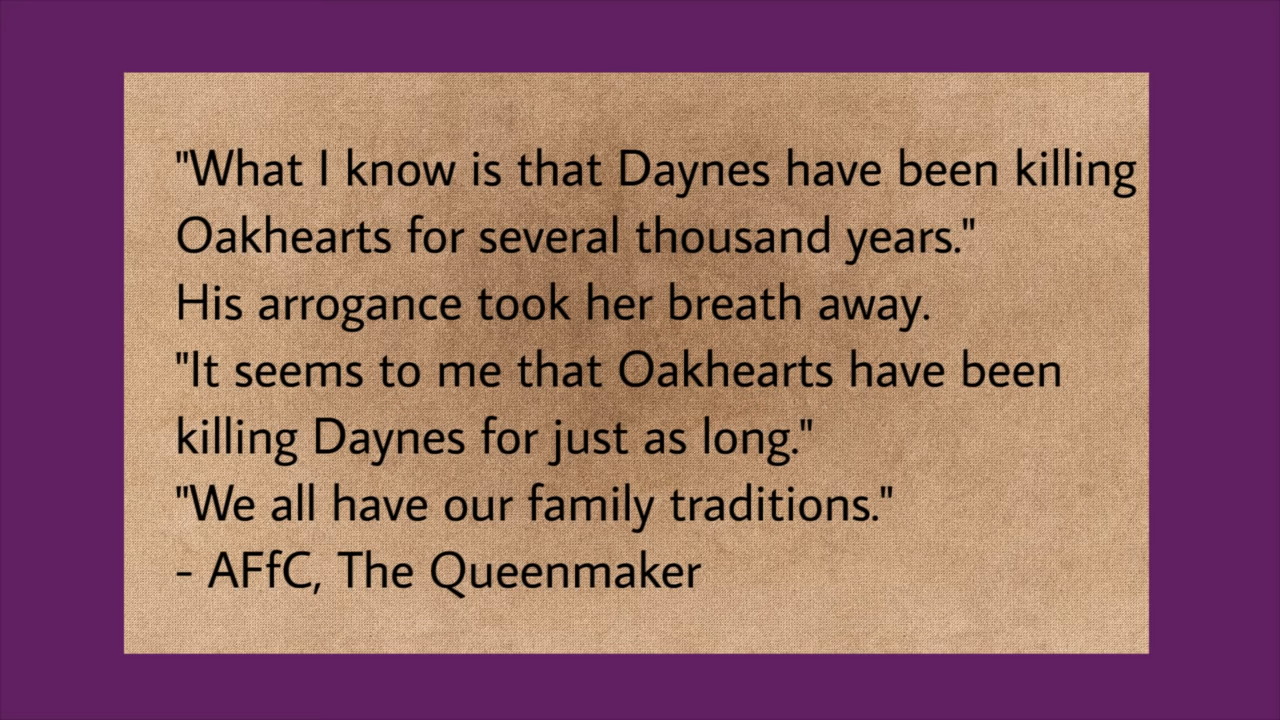 "What I know is that Daynes have been killing
Oakhearts for several thousand years."
His arrogance took her breath away.
"It seems to me that Oakhearts have been
killing Daynes for just as long."
"We all have our family traditions."
- AFfC, The Queenmaker